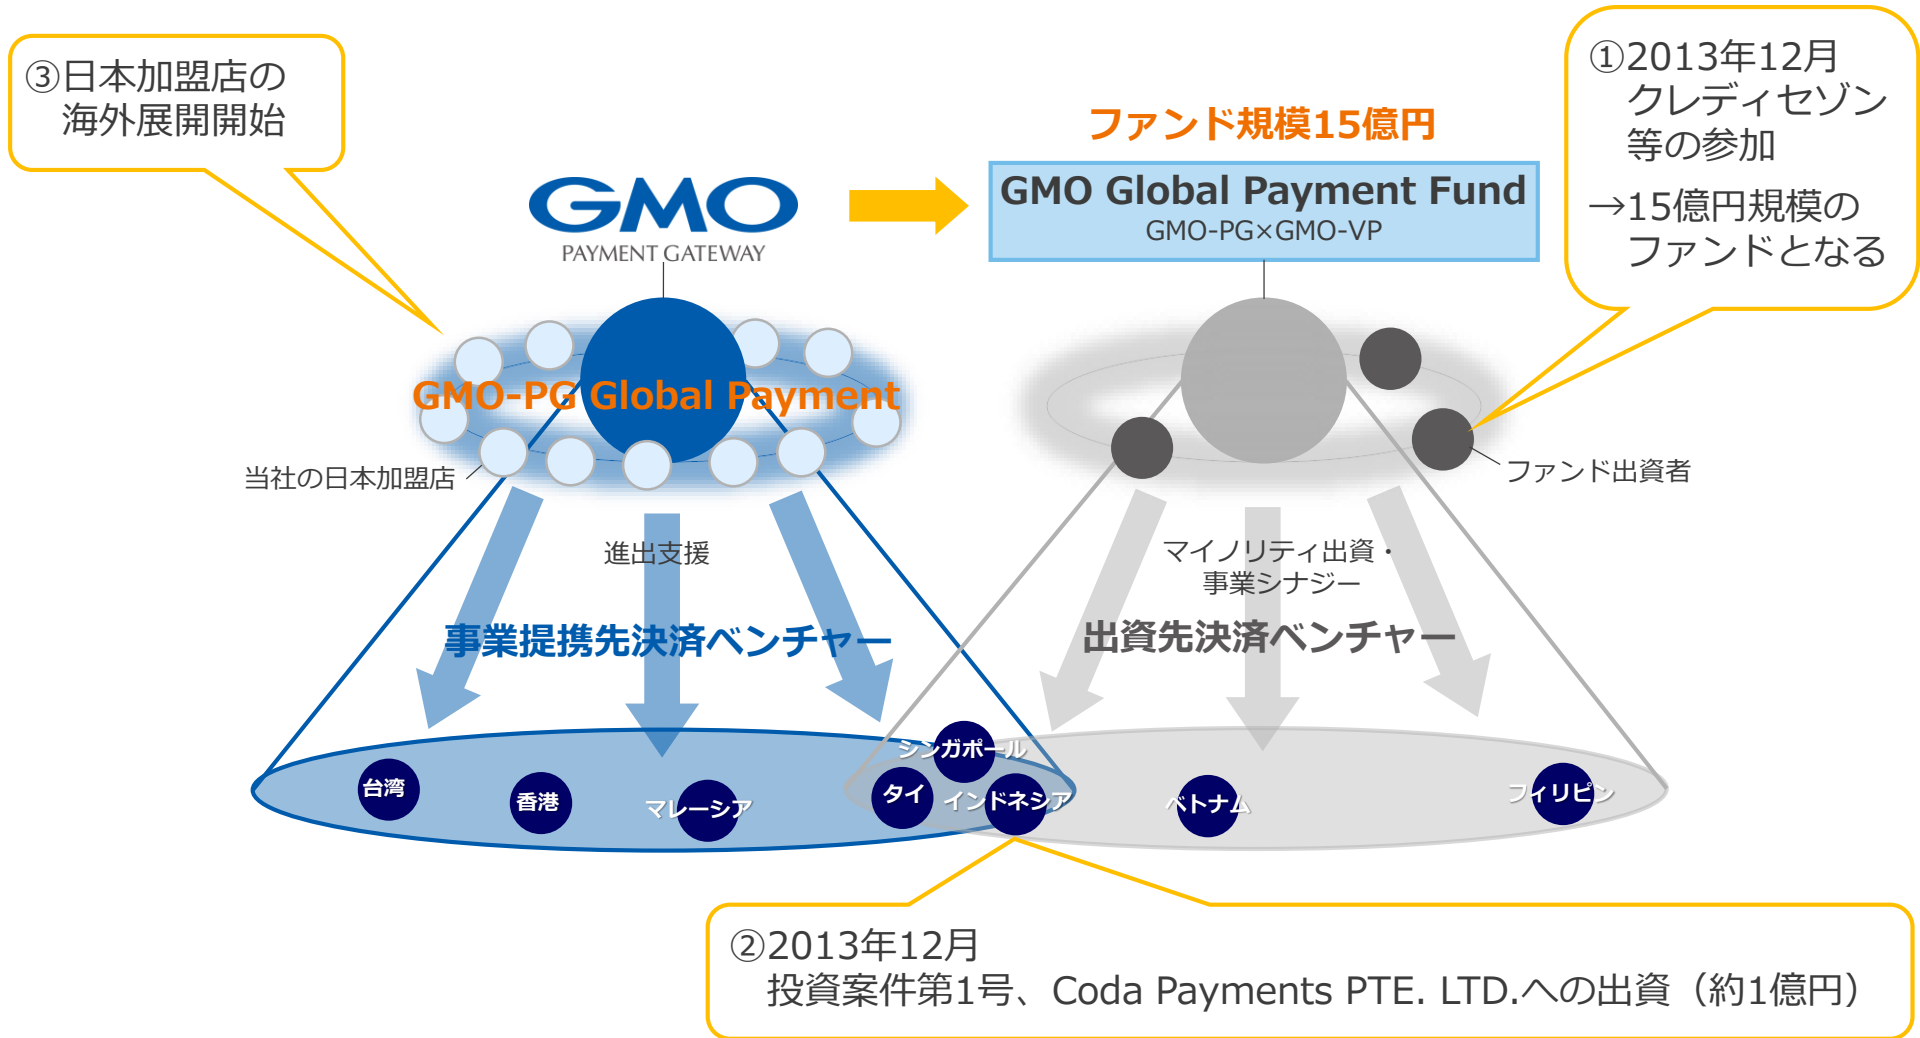 ③日本加盟店の
海外展開開始
①2013年12月
クレディセゾン
等の参加
→15億円規模の
ファンドとなる
ファンド規模15億円
GMO
PAYMENT GATEWAY
GMO Global Payment Fund
GMO-PG×GMO-VP
GMO-PG Global Payment
当社の日本加盟店
ファンド出資者
進出支援
マイノリティ出資・
事業シナジー
事業提携先決済ベンチャー
出資先決済ベンチャー
シンガポール
台湾
香港
マレーシア
タイ
インドネシア
ベトナム
フィリピン
②2013年12月
投資案件第1号、Coda Payments PTE. LTD.への出資（約1億円）